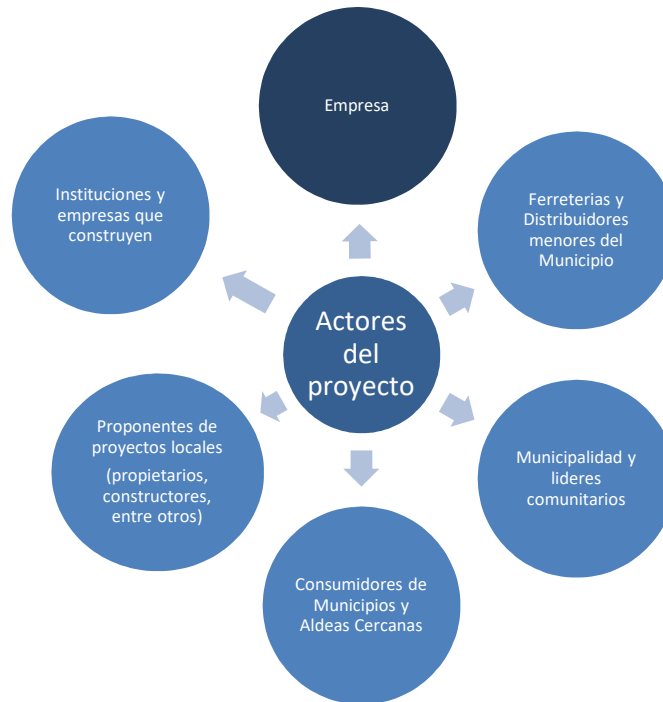 Empresa
Instituciones y
empresas que
construyen
Ferreterias y
Distribuidores
menores del
Municipio
Actores
del
proyecto
Proponentes de
proyectos locales
(propietarios,
constructores,
entre otros)
Municipalidad y
lideres
comunitarios
Consumidores de
Municipios y
Aldeas Cercanas